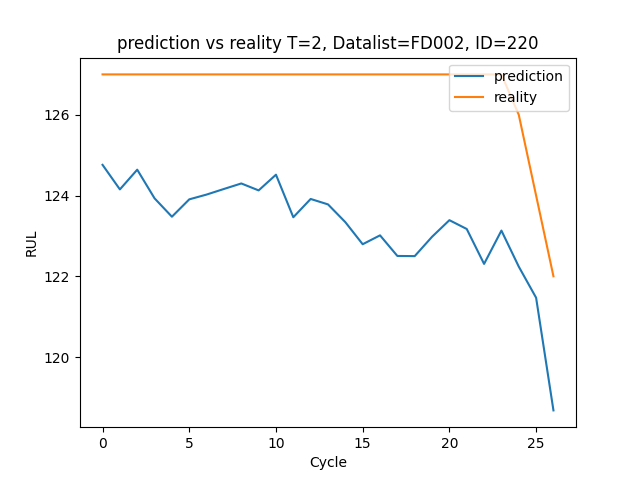 prediction vs reality T=2, Datalist=FD002, ID=220
prediction
reality
RUL
126
124
122
120
0 5 10 15 20 25
Cycle